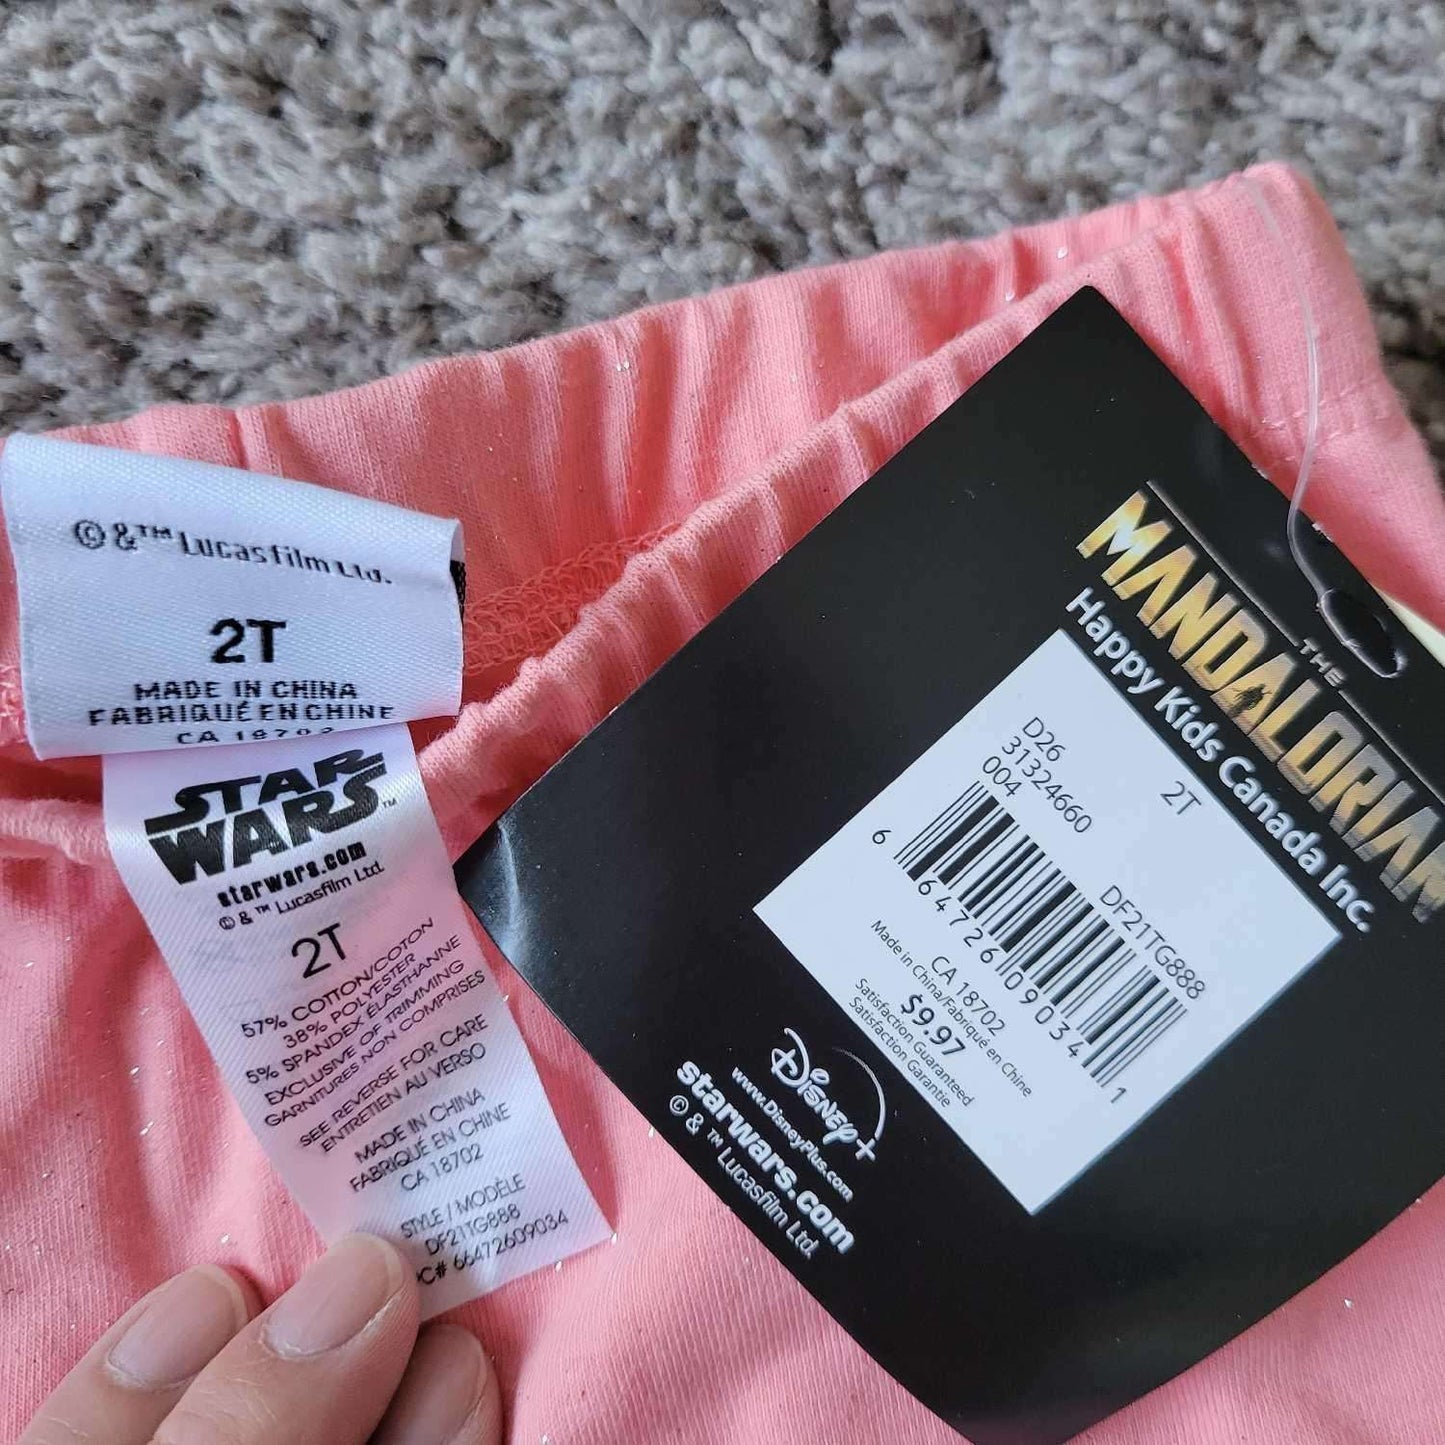 ©&™ Lucasfilm Ltd.
2T
MADE IN CHINA
FABRIQUÉ EN CHINE
CA 18702
STAR
WARS™
starwars.com
© & ™ Lucasfilm Ltd.
2T
57% COTTON/COTON
38% POLYESTER
5% SPANDEX ÉLASTHANNE
EXCLUSIVE OF TRIMMING
GARNITURES NON COMPRISES
SEE REVERSE FOR CARE
ENTRETIEN AU VERSO
MADE IN CHINA
FABRIQUÉ EN CHINE
CA 18702
STYLE / MODÈLE
DF21TG888
C# 66472609034
THE
MANDALORIAN
Happy Kids Canada Inc.
D26
31324660
004
2T
DF21TG888
6 64726 09034 1
CA 18702
Made in China/Fabriqué en Chine
$9.97
Satisfaction Guaranteed
Satisfaction Garantie
Disney+
www.DisneyPlus.com
starwars.com
© & ™ Lucasfilm Ltd.